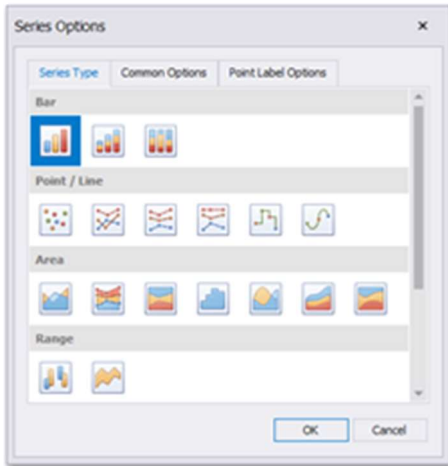 Series Options
Series Type Common Options Point Label Options
Bar
Point / Line
Area
Range
OK Cancel